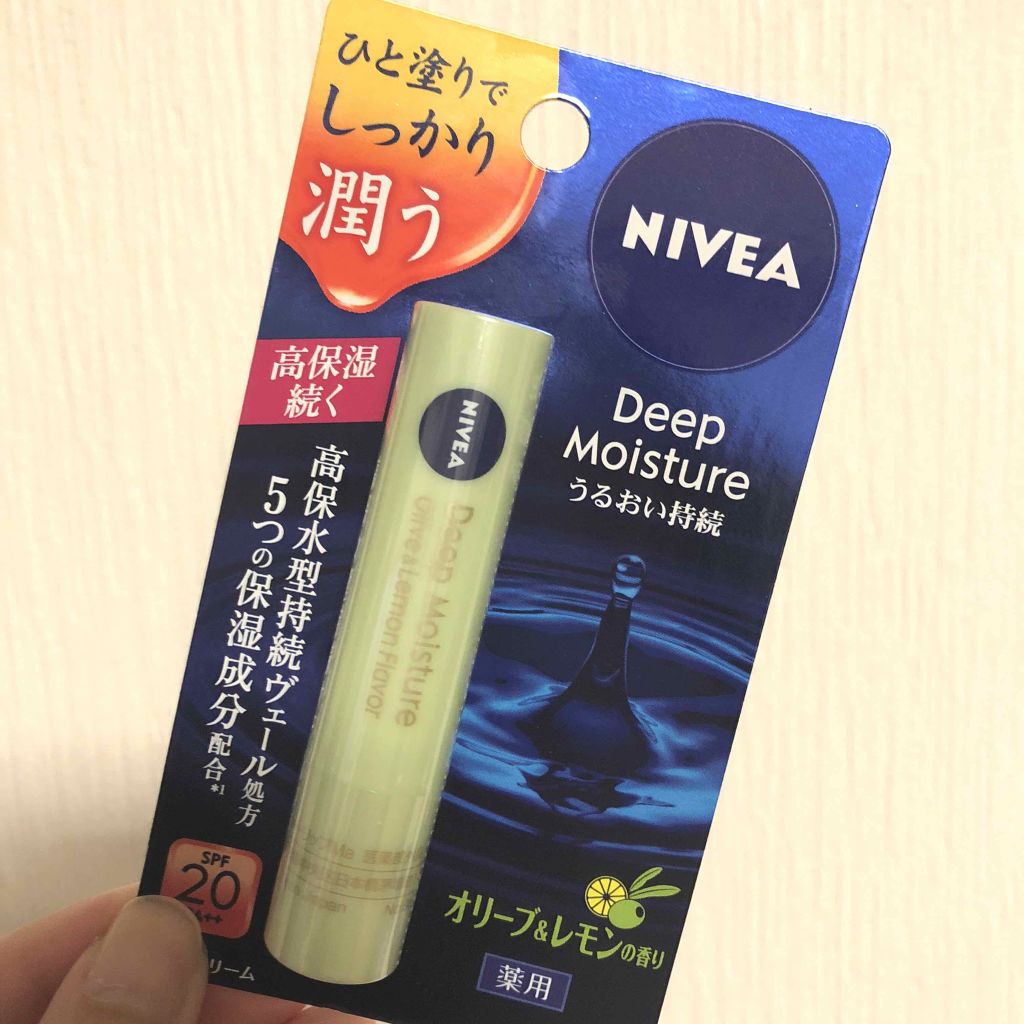 ひと塗りで
しっかり
潤う
NIVEA
高保湿
続く
Deep
Moisture
うるおい持続
高保水型持続ヴェール処方
5つの保湿成分配合*1
NIVEA
Deep Moisture
Olive&Lemon Flavor
SPF
20
オリーブ&レモンの香り
薬用